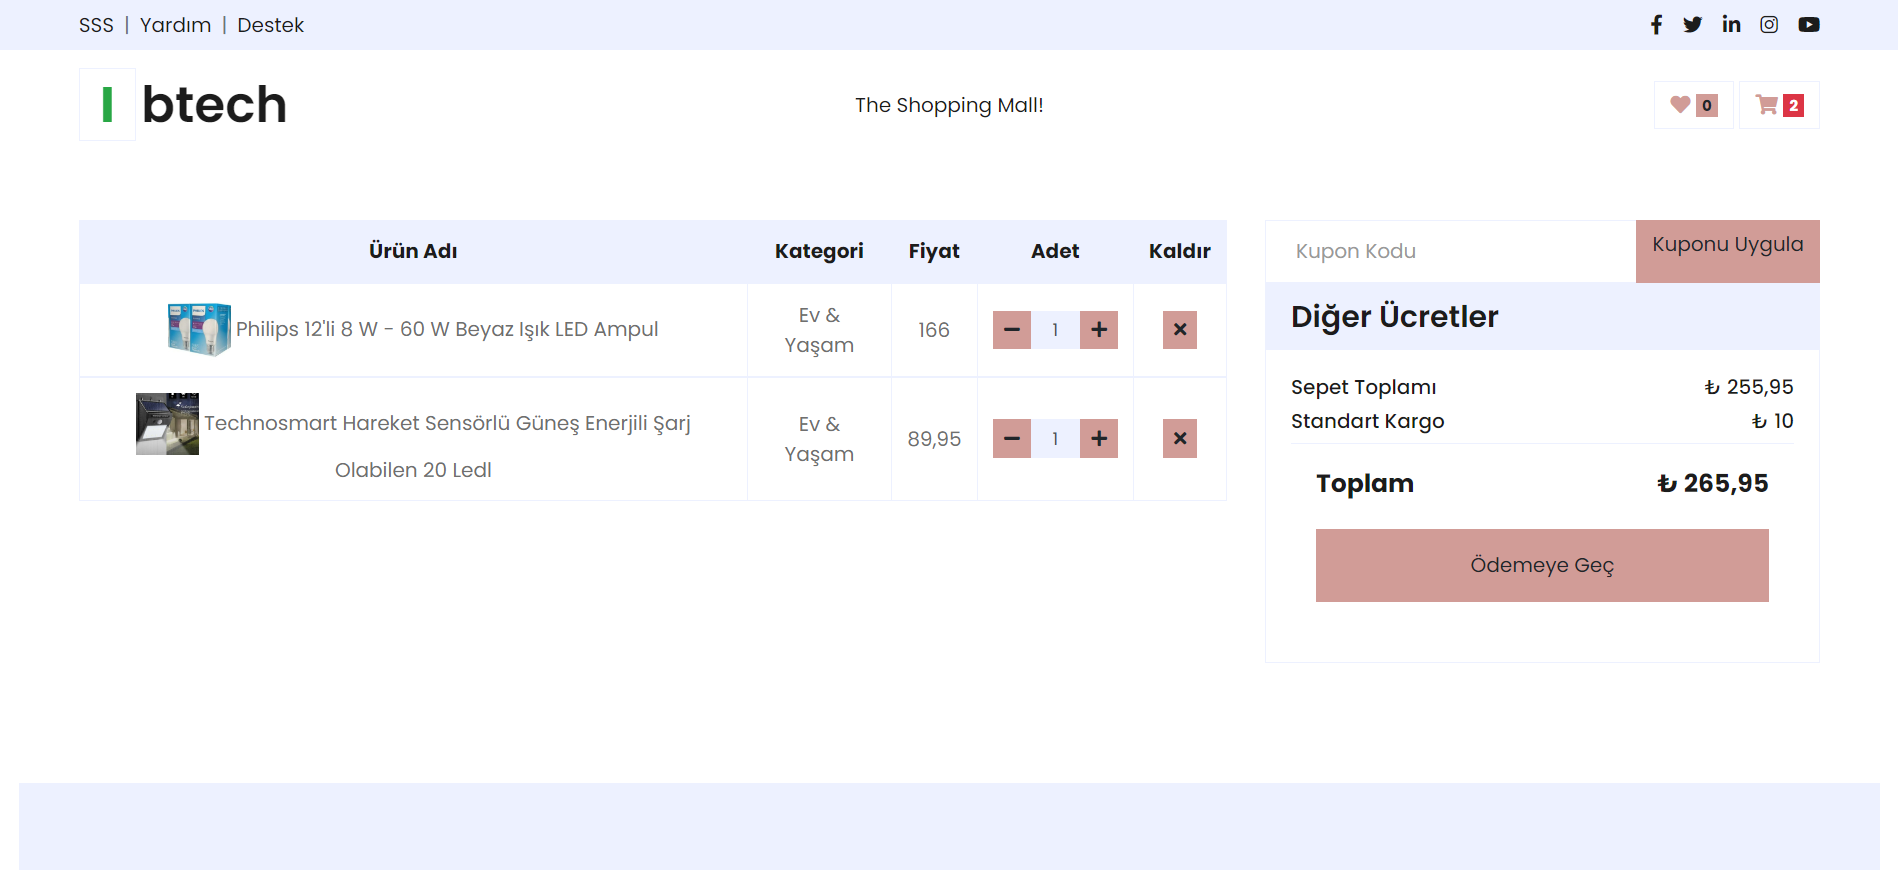 SSS | Yardım | Destek
I btech
The Shopping Mall!
0
2
Ürün Adı Kategori Fiyat Adet Kaldır
Philips 12'li 8 W - 60 W Beyaz Işık LED Ampul
Ev &
Yaşam
166
1
Technosmart Hareket Sensörlü Güneş Enerjili Şarj
Olabilen 20 Ledl
Ev &
Yaşam
89,95
1
Kupon Kodu
Kuponu Uygula
Diğer Ücretler
Sepet Toplamı ₺ 255,95
Standart Kargo ₺ 10
Toplam ₺ 265,95
Ödemeye Geç